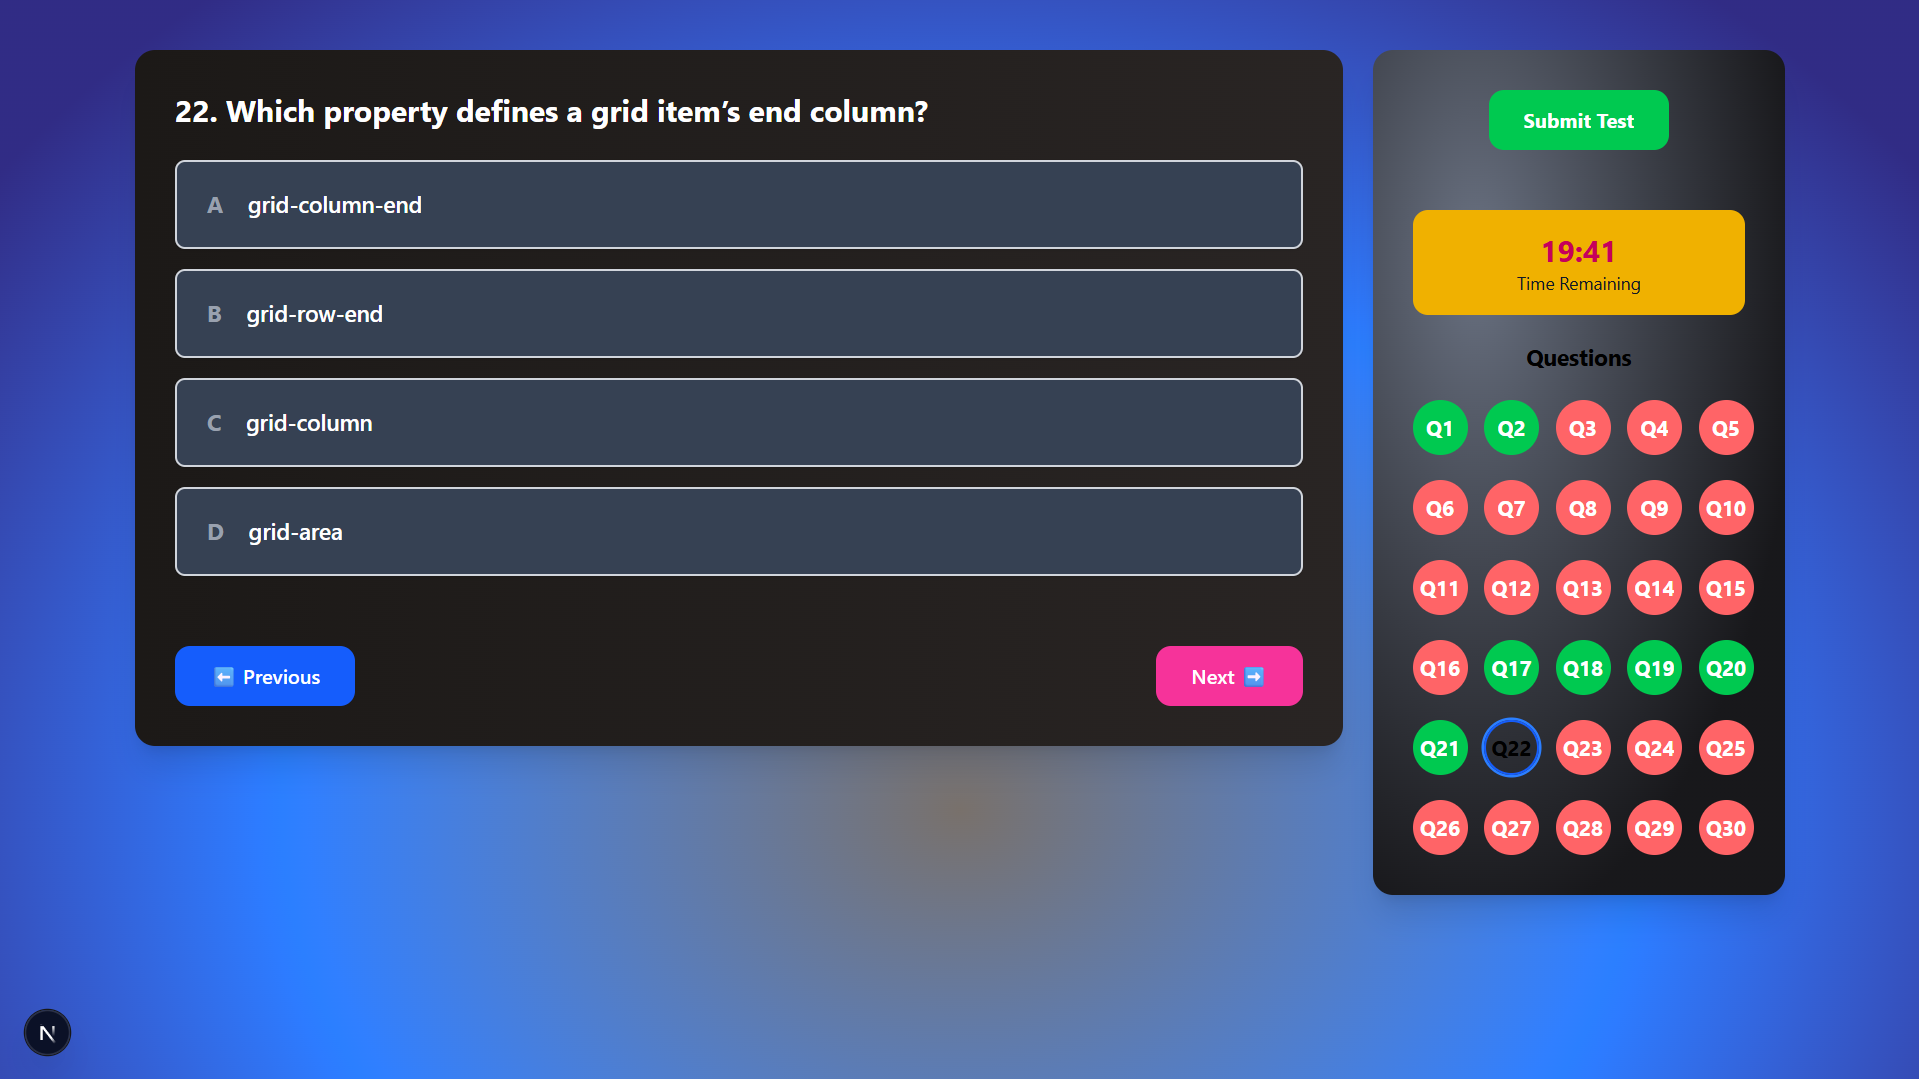 22. Which property defines a grid item’s end column?
A grid-column-end
B grid-row-end
C grid-column
D grid-area
⬅️ Previous
Next ➡️
Submit Test
19:41
Time Remaining
Questions
Q1 Q2 Q3 Q4 Q5
Q6 Q7 Q8 Q9 Q10
Q11 Q12 Q13 Q14 Q15
Q16 Q17 Q18 Q19 Q20
Q21 Q22 Q23 Q24 Q25
Q26 Q27 Q28 Q29 Q30
N